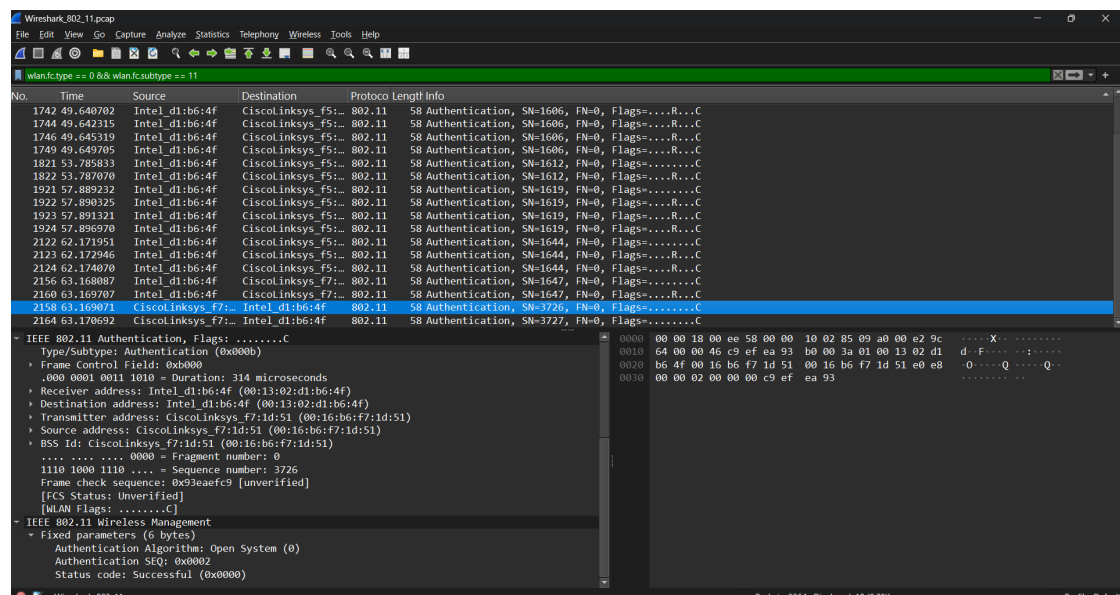 Wireshark_802_11.pcap
File Edit View Go Capture Analyze Statistics Telephony Wireless Tools Help
wlan.fc.type == 0 && wlan.fc.subtype == 11
No. Time Source Destination Protoco Length Info
1742 49.640702 Intel_d1:b6:4f CiscoLinksys_f5:… 802.11 58 Authentication, SN=1606, FN=0, Flags=....R...C
1744 49.642315 Intel_d1:b6:4f CiscoLinksys_f5:… 802.11 58 Authentication, SN=1606, FN=0, Flags=....R...C
1746 49.645319 Intel_d1:b6:4f CiscoLinksys_f5:… 802.11 58 Authentication, SN=1606, FN=0, Flags=....R...C
1749 49.649705 Intel_d1:b6:4f CiscoLinksys_f5:… 802.11 58 Authentication, SN=1606, FN=0, Flags=....R...C
1821 53.785833 Intel_d1:b6:4f CiscoLinksys_f5:… 802.11 58 Authentication, SN=1612, FN=0, Flags=........C
1822 53.787070 Intel_d1:b6:4f CiscoLinksys_f5:… 802.11 58 Authentication, SN=1612, FN=0, Flags=....R...C
1921 57.889232 Intel_d1:b6:4f CiscoLinksys_f5:… 802.11 58 Authentication, SN=1619, FN=0, Flags=........C
1922 57.890325 Intel_d1:b6:4f CiscoLinksys_f5:… 802.11 58 Authentication, SN=1619, FN=0, Flags=....R...C
1923 57.891321 Intel_d1:b6:4f CiscoLinksys_f5:… 802.11 58 Authentication, SN=1619, FN=0, Flags=....R...C
1924 57.896970 Intel_d1:b6:4f CiscoLinksys_f5:… 802.11 58 Authentication, SN=1619, FN=0, Flags=....R...C
2122 62.171951 Intel_d1:b6:4f CiscoLinksys_f5:… 802.11 58 Authentication, SN=1644, FN=0, Flags=........C
2123 62.172946 Intel_d1:b6:4f CiscoLinksys_f5:… 802.11 58 Authentication, SN=1644, FN=0, Flags=....R...C
2124 62.174070 Intel_d1:b6:4f CiscoLinksys_f5:… 802.11 58 Authentication, SN=1644, FN=0, Flags=....R...C
2156 63.168087 Intel_d1:b6:4f CiscoLinksys_f7:… 802.11 58 Authentication, SN=1647, FN=0, Flags=........C
2160 63.169707 Intel_d1:b6:4f CiscoLinksys_f7:… 802.11 58 Authentication, SN=1647, FN=0, Flags=....R...C
2158 63.169071 CiscoLinksys_f7:… Intel_d1:b6:4f 802.11 58 Authentication, SN=3726, FN=0, Flags=........C
2164 63.170692 CiscoLinksys_f7:… Intel_d1:b6:4f 802.11 58 Authentication, SN=3727, FN=0, Flags=........C
IEEE 802.11 Authentication, Flags: ........C
Type/Subtype: Authentication (0x000b)
Frame Control Field: 0xb000
.000 0001 0011 1010 = Duration: 314 microseconds
Receiver address: Intel_d1:b6:4f (00:13:02:d1:b6:4f)
Destination address: Intel_d1:b6:4f (00:13:02:d1:b6:4f)
Transmitter address: CiscoLinksys_f7:1d:51 (00:16:b6:f7:1d:51)
Source address: CiscoLinksys_f7:1d:51 (00:16:b6:f7:1d:51)
BSS Id: CiscoLinksys_f7:1d:51 (00:16:b6:f7:1d:51)
.... .... .... 0000 = Fragment number: 0
1110 1000 1110 .... = Sequence number: 3726
Frame check sequence: 0x93eaefc9 [unverified]
[FCS Status: Unverified]
[WLAN Flags: ........C]
IEEE 802.11 Wireless Management
Fixed parameters (6 bytes)
Authentication Algorithm: Open System (0)
Authentication SEQ: 0x0002
Status code: Successful (0x0000)
0000 00 00 18 00 ee 58 00 00 10 02 85 09 a0 00 e2 9c ·····X·· ········
0010 64 00 00 46 c9 ef ea 93 b0 00 3a 01 00 13 02 d1 d··F···· ··:·····
0020 b6 4f 00 16 b6 f7 1d 51 00 16 b6 f7 1d 51 e0 e8 ·O·····Q ·····Q··
0030 00 00 02 00 00 00 c9 ef ea 93 ········ ··